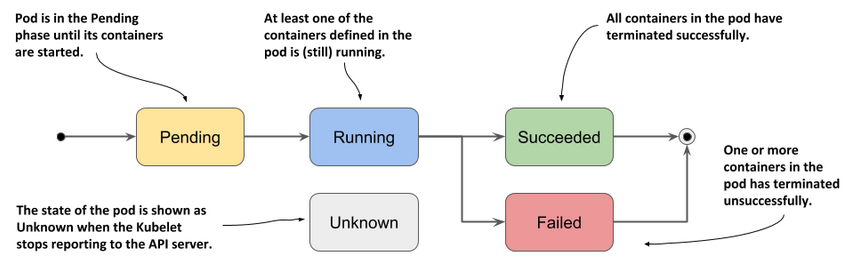 Pod is in the Pending
phase until its containers
are started.
At least one of the
containers defined in the
pod is (still) running.
All containers in the pod have
terminated successfully.
Pending
Running
Succeeded
One or more
containers in the
pod has terminated
unsuccessfully.
The state of the pod is shown as
Unknown when the Kubelet
stops reporting to the API server.
Unknown
Failed